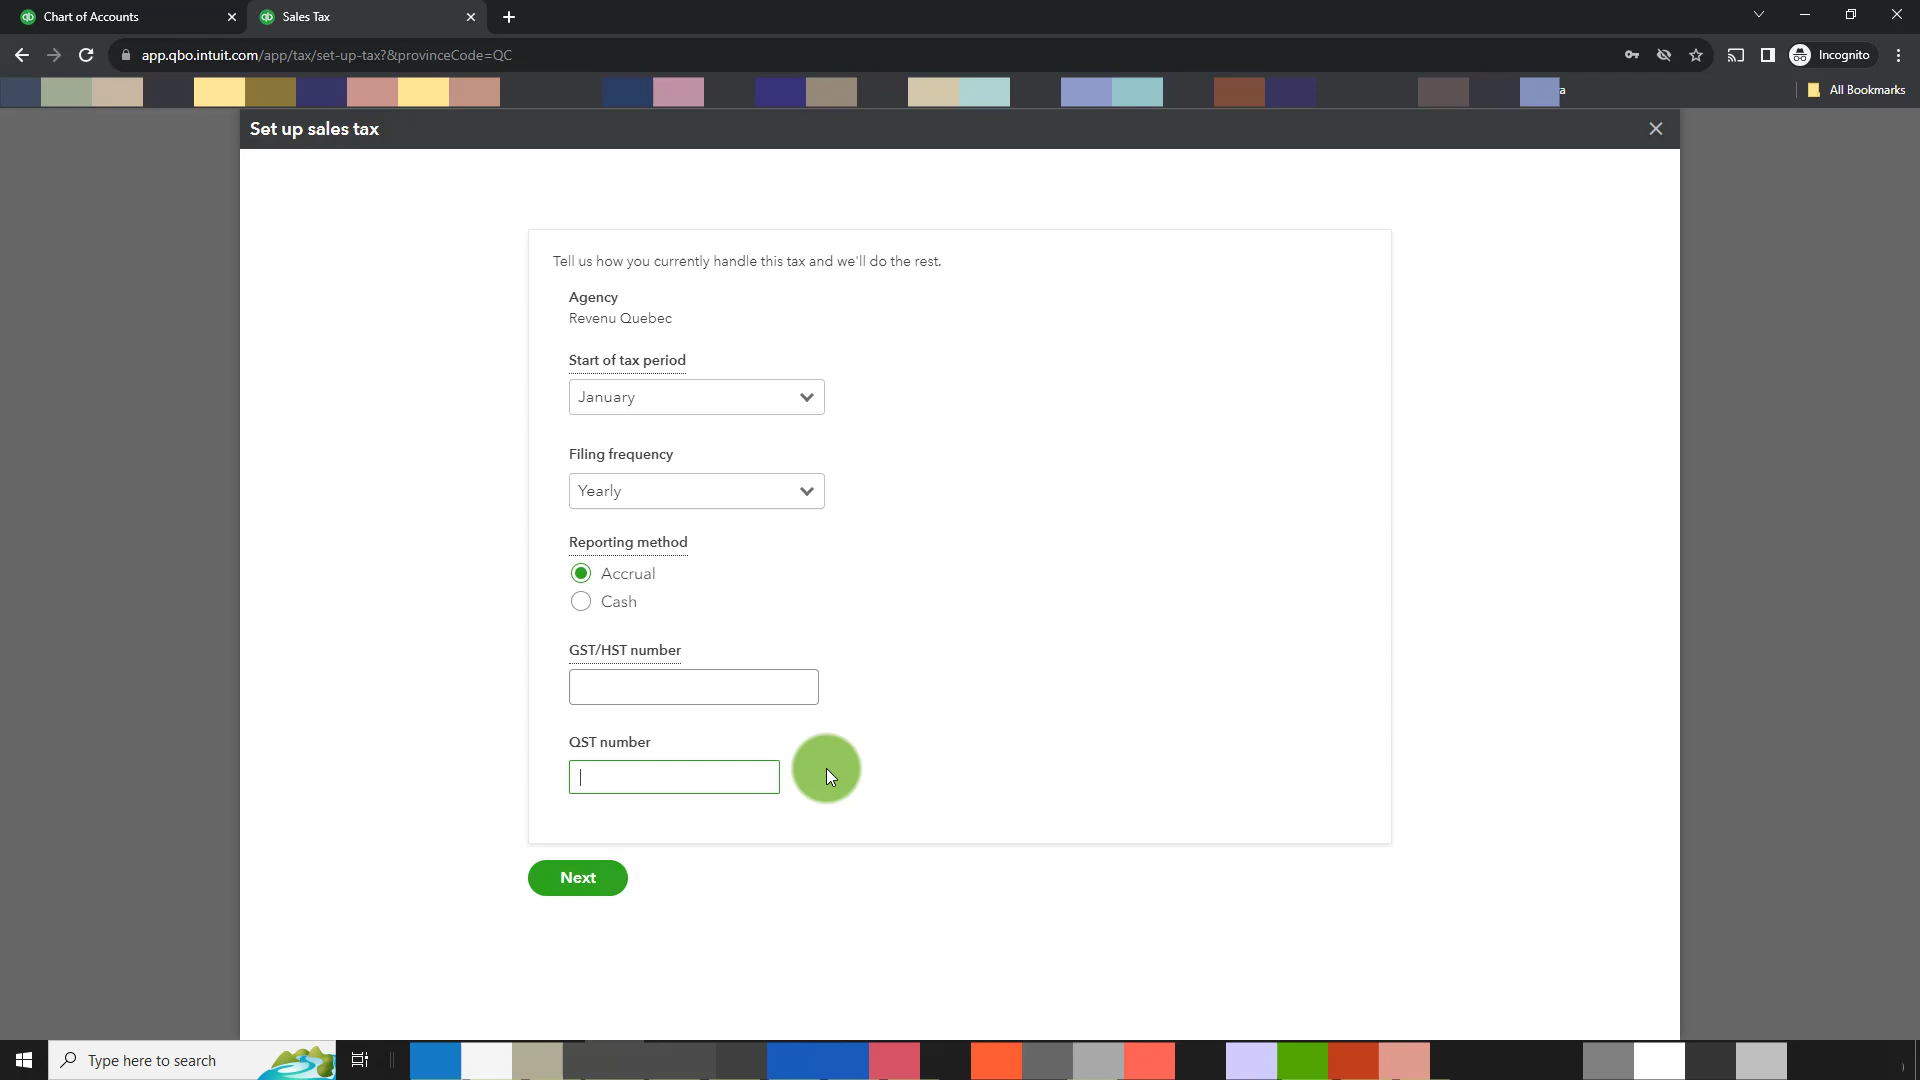 Chart of Accounts
Sales Tax
app.qbo.intuit.com/app/tax/set-up-tax?&provinceCode=QC
Incognito
All Bookmarks
Set up sales tax
Tell us how you currently handle this tax and we'll do the rest.
Agency
Revenu Quebec
Start of tax period
January
Filing frequency
Yearly
Reporting method
Accrual
Cash
GST/HST number
QST number
Next
Type here to search